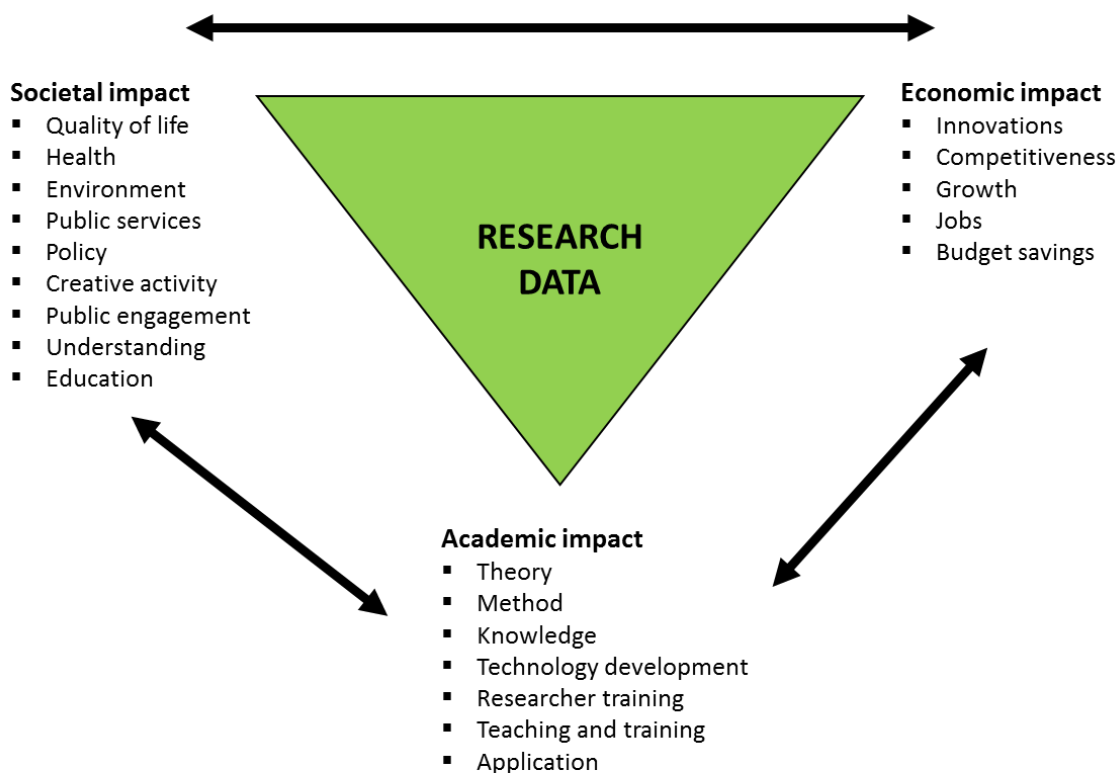 Societal impact
▪ Quality of life
▪ Health
▪ Environment
▪ Public services
▪ Policy
▪ Creative activity
▪ Public engagement
▪ Understanding
▪ Education
RESEARCH
DATA
Economic impact
▪ Innovations
▪ Competitiveness
▪ Growth
▪ Jobs
▪ Budget savings
Academic impact
▪ Theory
▪ Method
▪ Knowledge
▪ Technology development
▪ Researcher training
▪ Teaching and training
▪ Application